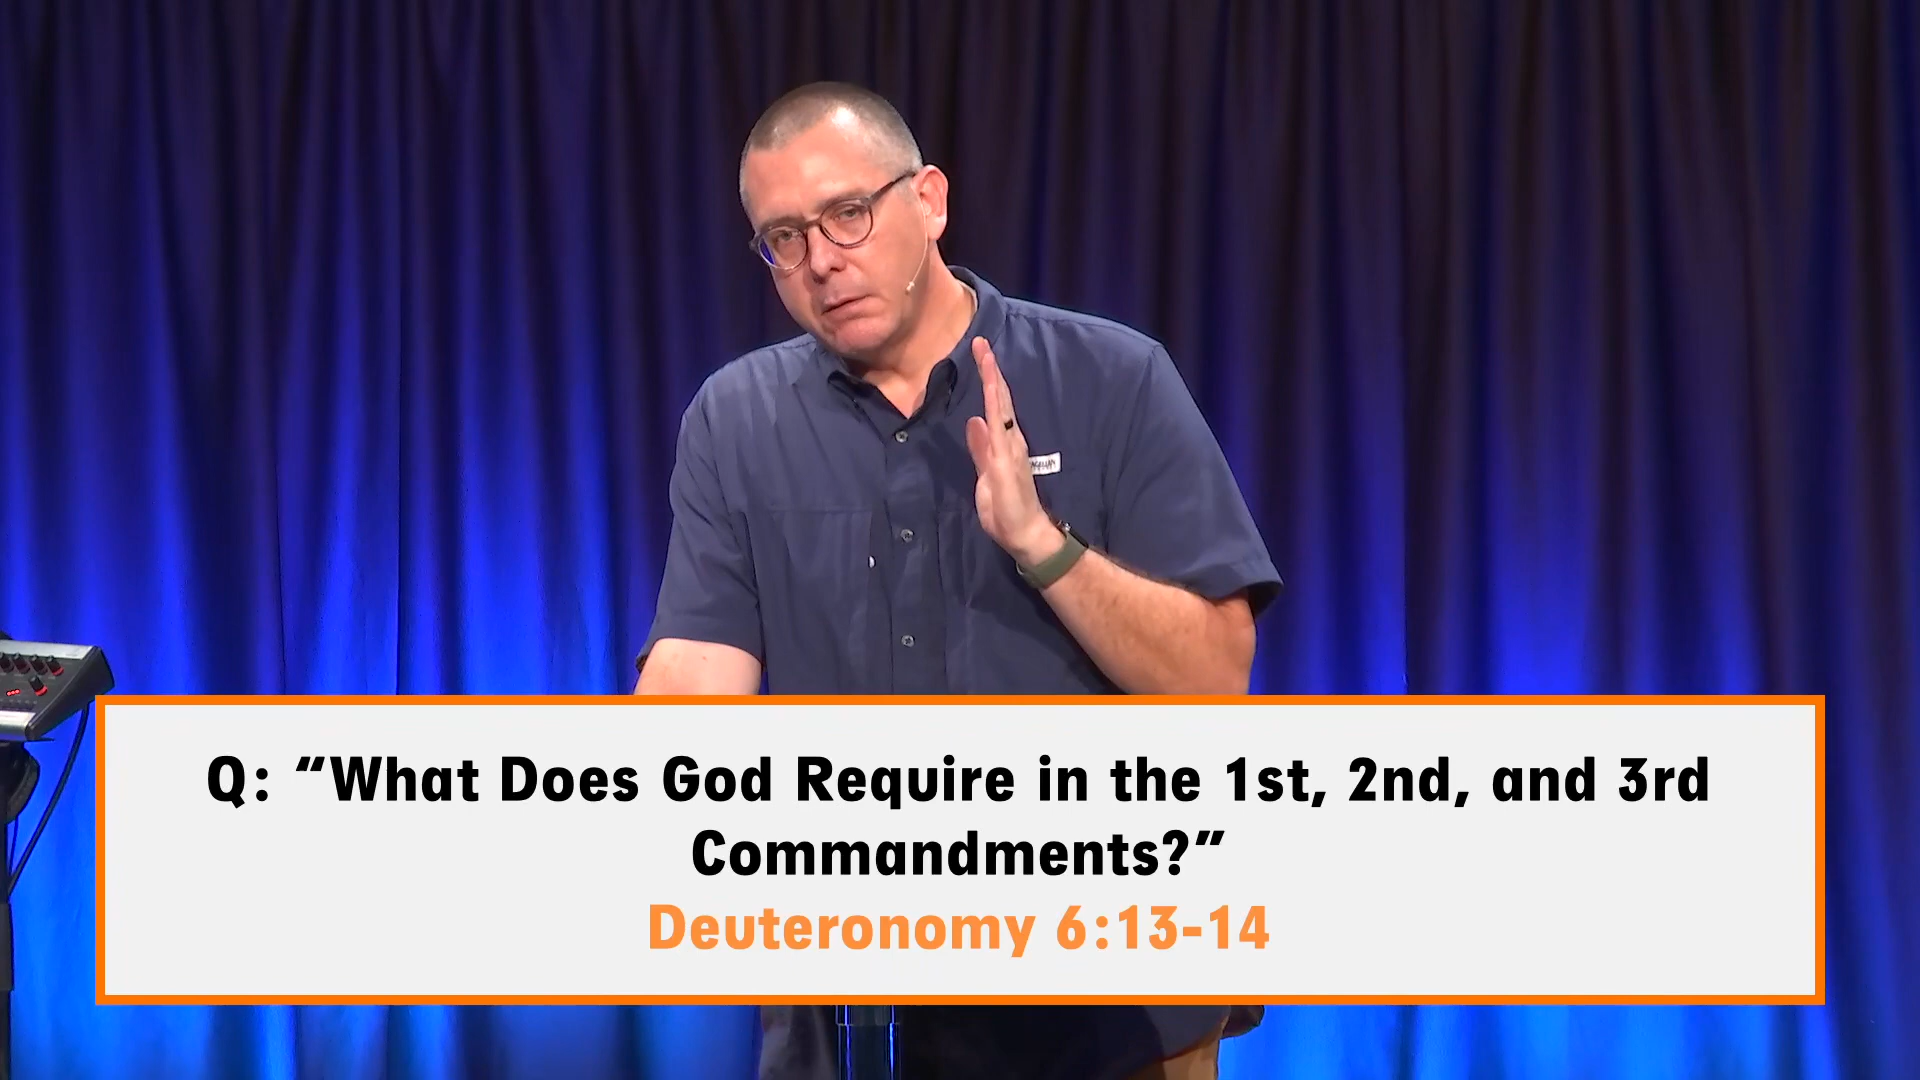 Q: “What Does God Require in the 1st, 2nd, and 3rd
Commandments?”
Deuteronomy 6:13-14